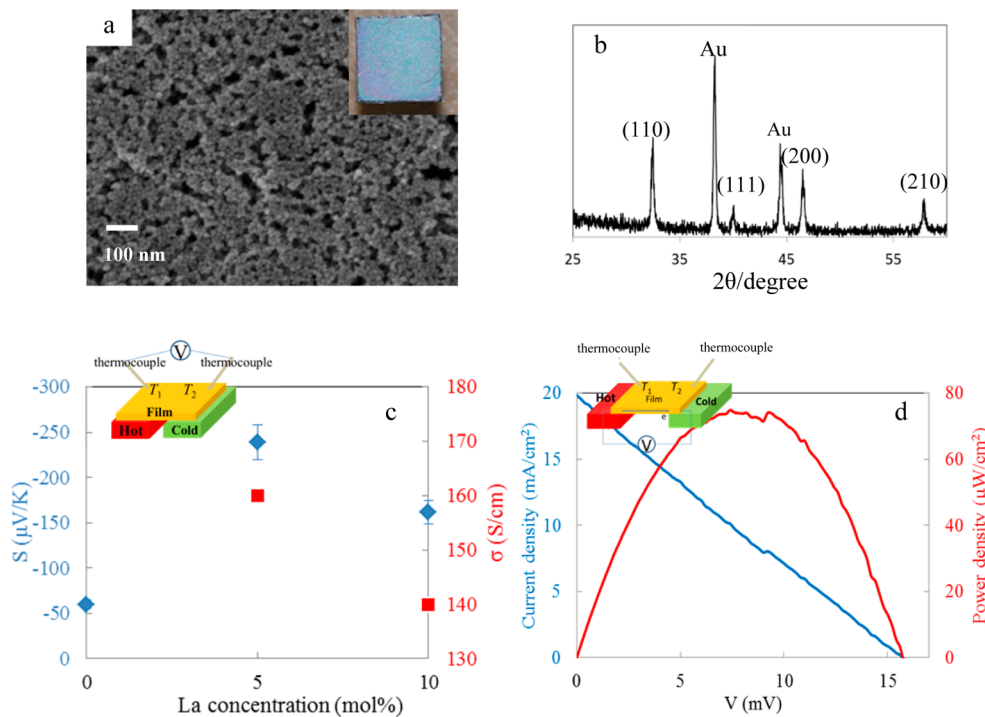 a
100 nm
b
Au
(110)
Au
(111)
(200)
(210)
25
35
45
55
2θ/degree
thermocouple
V
thermocouple
T1
T2
Film
Hot
Cold
c
-300
-250
-200
-150
-100
-50
0
S (μV/K)
180
170
160
150
140
130
σ (S/cm)
0
5
10
La concentration (mol%)
thermocouple
thermocouple
T1
T2
Film
Hot
Cold
e
V
d
20
15
10
5
0
Current density (mA/cm²)
80
60
40
20
0
Power density (μW/cm²)
0
5
10
15
V (mV)